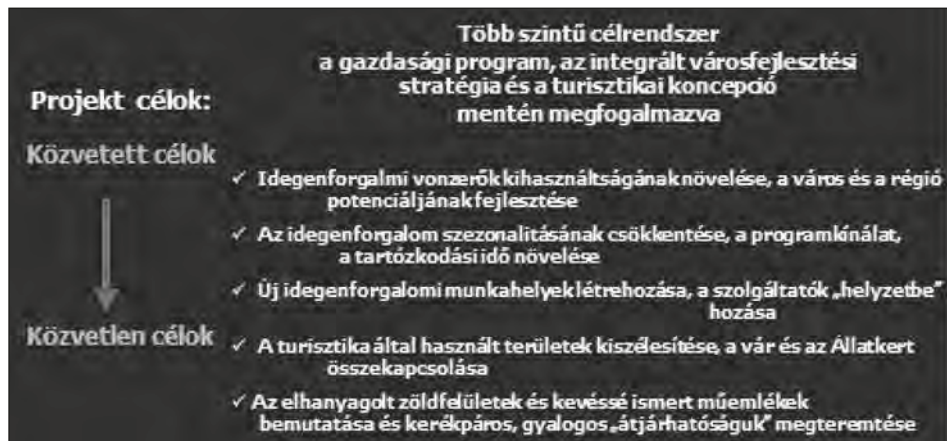 Több szintű célrendszer
a gazdasági program, az integrált városfejlesztési
stratégia és a turisztikai koncepció
mentén megfogalmazva
Projekt célok:
Közvetett célok
✓ Idegenforgalmi vonzerők kihasználtságának növelése, a város és a régió
potenciáljának fejlesztése
✓ Az idegenforgalom szezonalitásának csökkentése, a programkínálat,
a tartózkodási idő növelése
✓ Új idegenforgalomi munkahelyek létrehozása, a szolgáltatók „helyzetbe”
hozása
Közvetlen célok
✓ A turisztika által használt területek kiszélesítése, a vár és az Állatkert
összekapcsolása
✓ Az elhanyagolt zöldfelületek és kevéssé ismert műemlékek
bemutatása és kerékpáros, gyalogos „átjárhatóságuk” megteremtése